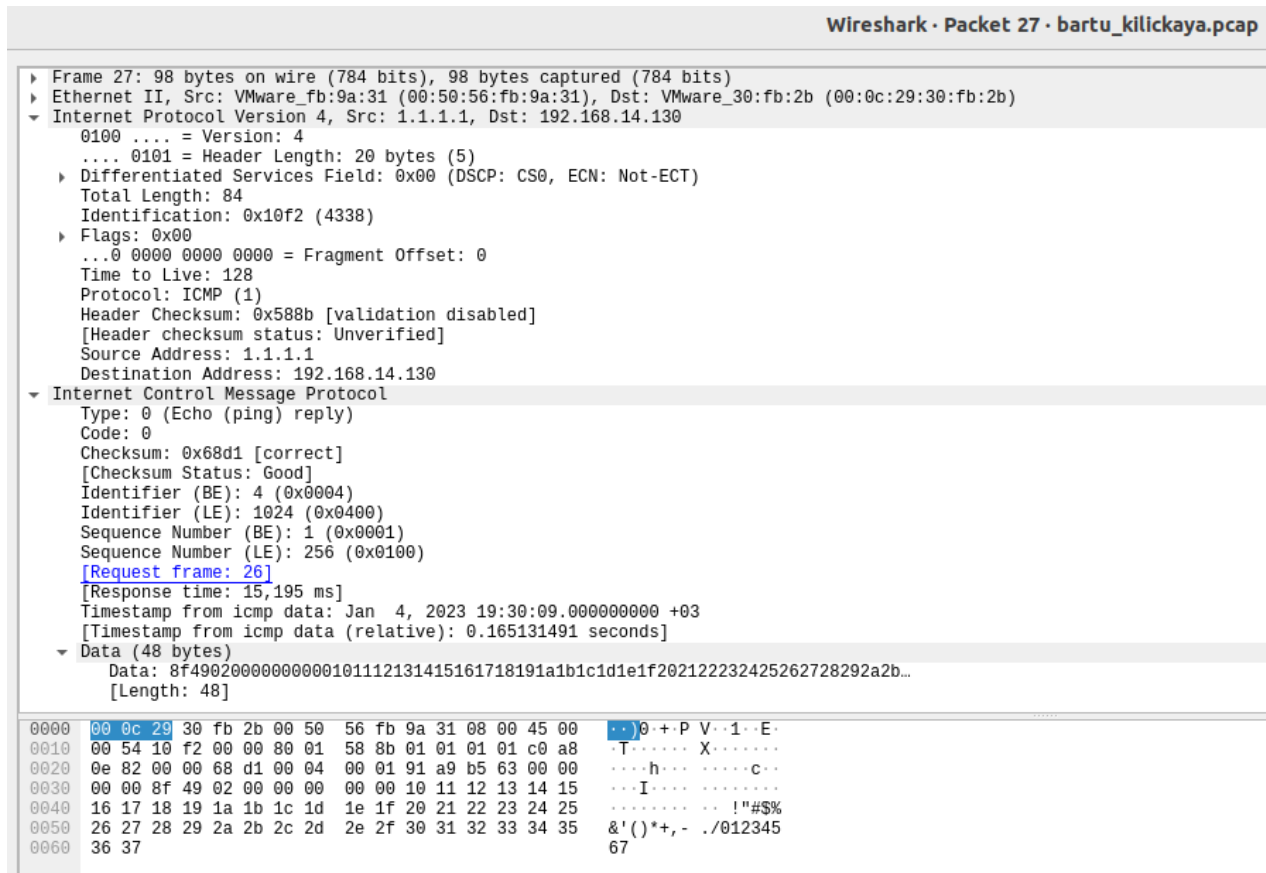 Wireshark · Packet 27 · bartu_kilickaya.pcap
Frame 27: 98 bytes on wire (784 bits), 98 bytes captured (784 bits)
Ethernet II, Src: VMware_fb:9a:31 (00:50:56:fb:9a:31), Dst: VMware_30:fb:2b (00:0c:29:30:fb:2b)
Internet Protocol Version 4, Src: 1.1.1.1, Dst: 192.168.14.130
0100 .... = Version: 4
.... 0101 = Header Length: 20 bytes (5)
Differentiated Services Field: 0x00 (DSCP: CS0, ECN: Not-ECT)
Total Length: 84
Identification: 0x10f2 (4338)
Flags: 0x00
...0 0000 0000 0000 = Fragment Offset: 0
Time to Live: 128
Protocol: ICMP (1)
Header Checksum: 0x588b [validation disabled]
[Header checksum status: Unverified]
Source Address: 1.1.1.1
Destination Address: 192.168.14.130
Internet Control Message Protocol
Type: 0 (Echo (ping) reply)
Code: 0
Checksum: 0x68d1 [correct]
[Checksum Status: Good]
Identifier (BE): 4 (0x0004)
Identifier (LE): 1024 (0x0400)
Sequence Number (BE): 1 (0x0001)
Sequence Number (LE): 256 (0x0100)
[Request frame: 26]
[Response time: 15,195 ms]
Timestamp from icmp data: Jan  4, 2023 19:30:09.000000000 +03
[Timestamp from icmp data (relative): 0.165131491 seconds]
Data (48 bytes)
Data: 8f49020000000000101112131415161718191a1b1c1d1e1f202122232425262728292a2b…
[Length: 48]
0000 00 0c 29 30 fb 2b 00 50 56 fb 9a 31 08 00 45 00 ··)0·+·P V··1··E·
0010 00 54 10 f2 00 00 80 01 58 8b 01 01 01 01 c0 a8 ·T······ X·······
0020 0e 82 00 00 68 d1 00 04 00 01 91 a9 b5 63 00 00 ····h··· ·····c··
0030 00 00 8f 49 02 00 00 00 00 00 10 11 12 13 14 15 ···I···· ········
0040 16 17 18 19 1a 1b 1c 1d 1e 1f 20 21 22 23 24 25 ········ ·· !"#$%
0050 26 27 28 29 2a 2b 2c 2d 2e 2f 30 31 32 33 34 35 &'()*+,- ./012345
0060 36 37 67